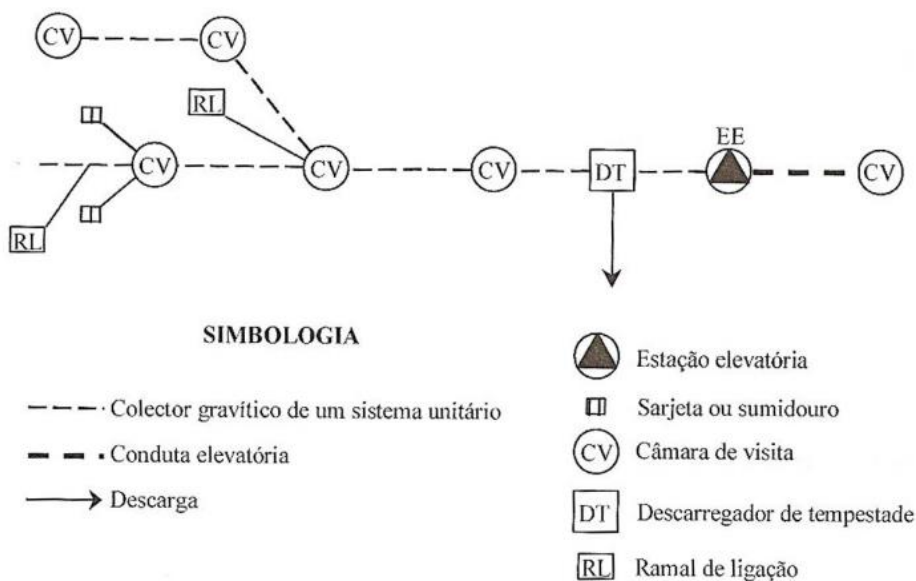 CV
CV
RL
EE
CV
CV
CV
DT
CV
RL
SIMBOLOGIA
Colector gravítico de um sistema unitário
Conduta elevatória
Descarga
Estação elevatória
Sarjeta ou sumidouro
CV Câmara de visita
DT Descarregador de tempestade
RL Ramal de ligação